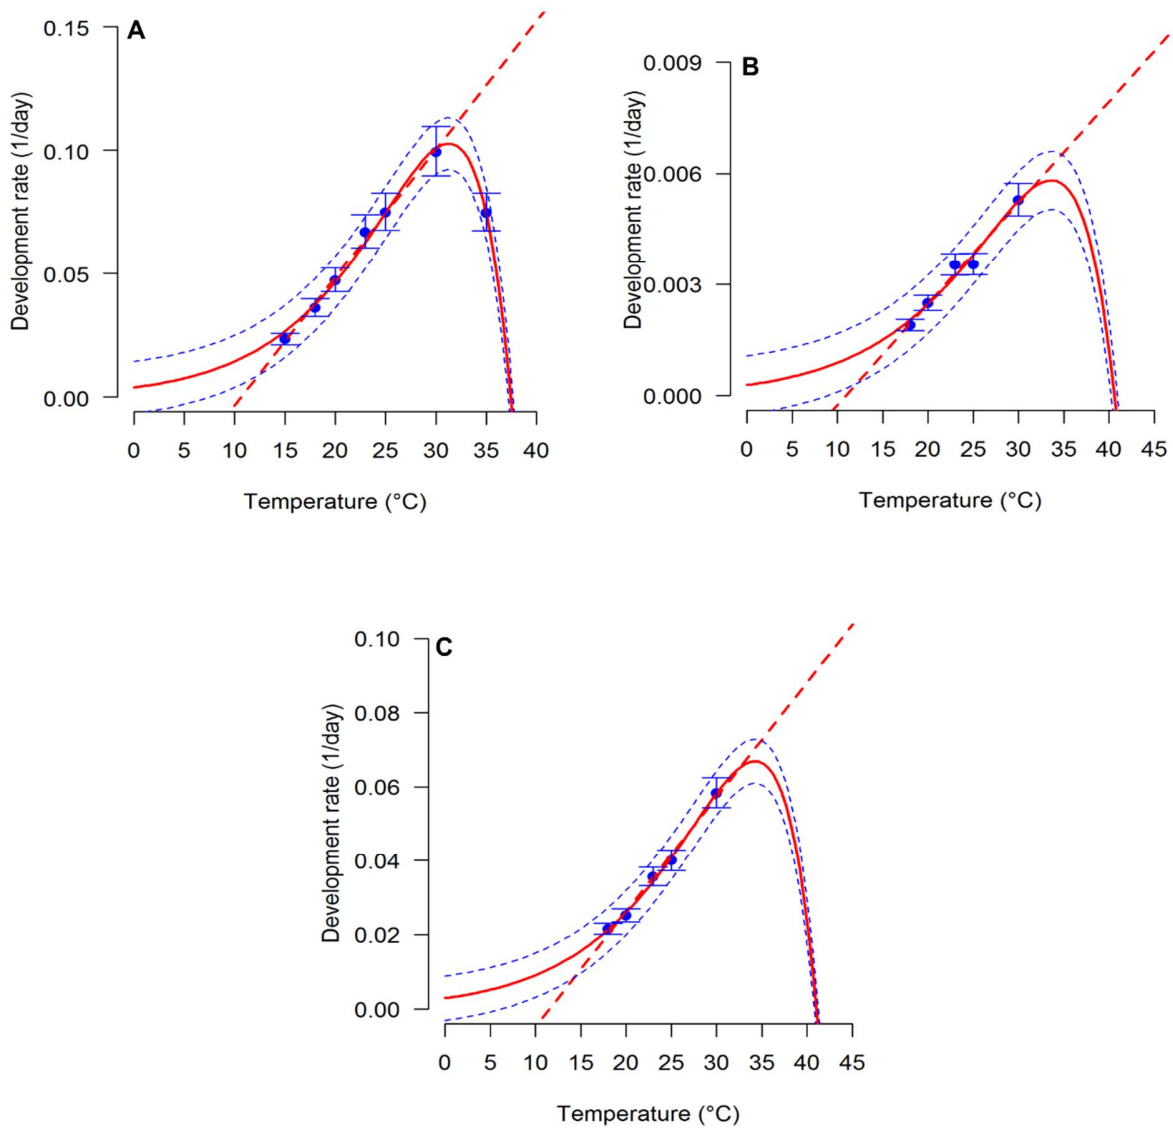 A
0.15
0.10
0.05
0.00
Development rate (1/day)
0 5 10 15 20 25 30 35 40
Temperature (°C)
B
0.009
0.006
0.003
0.000
Development rate (1/day)
0 5 10 15 20 25 30 35 40 45
Temperature (°C)
C
0.10
0.08
0.06
0.04
0.02
0.00
Development rate (1/day)
0 5 10 15 20 25 30 35 40 45
Temperature (°C)